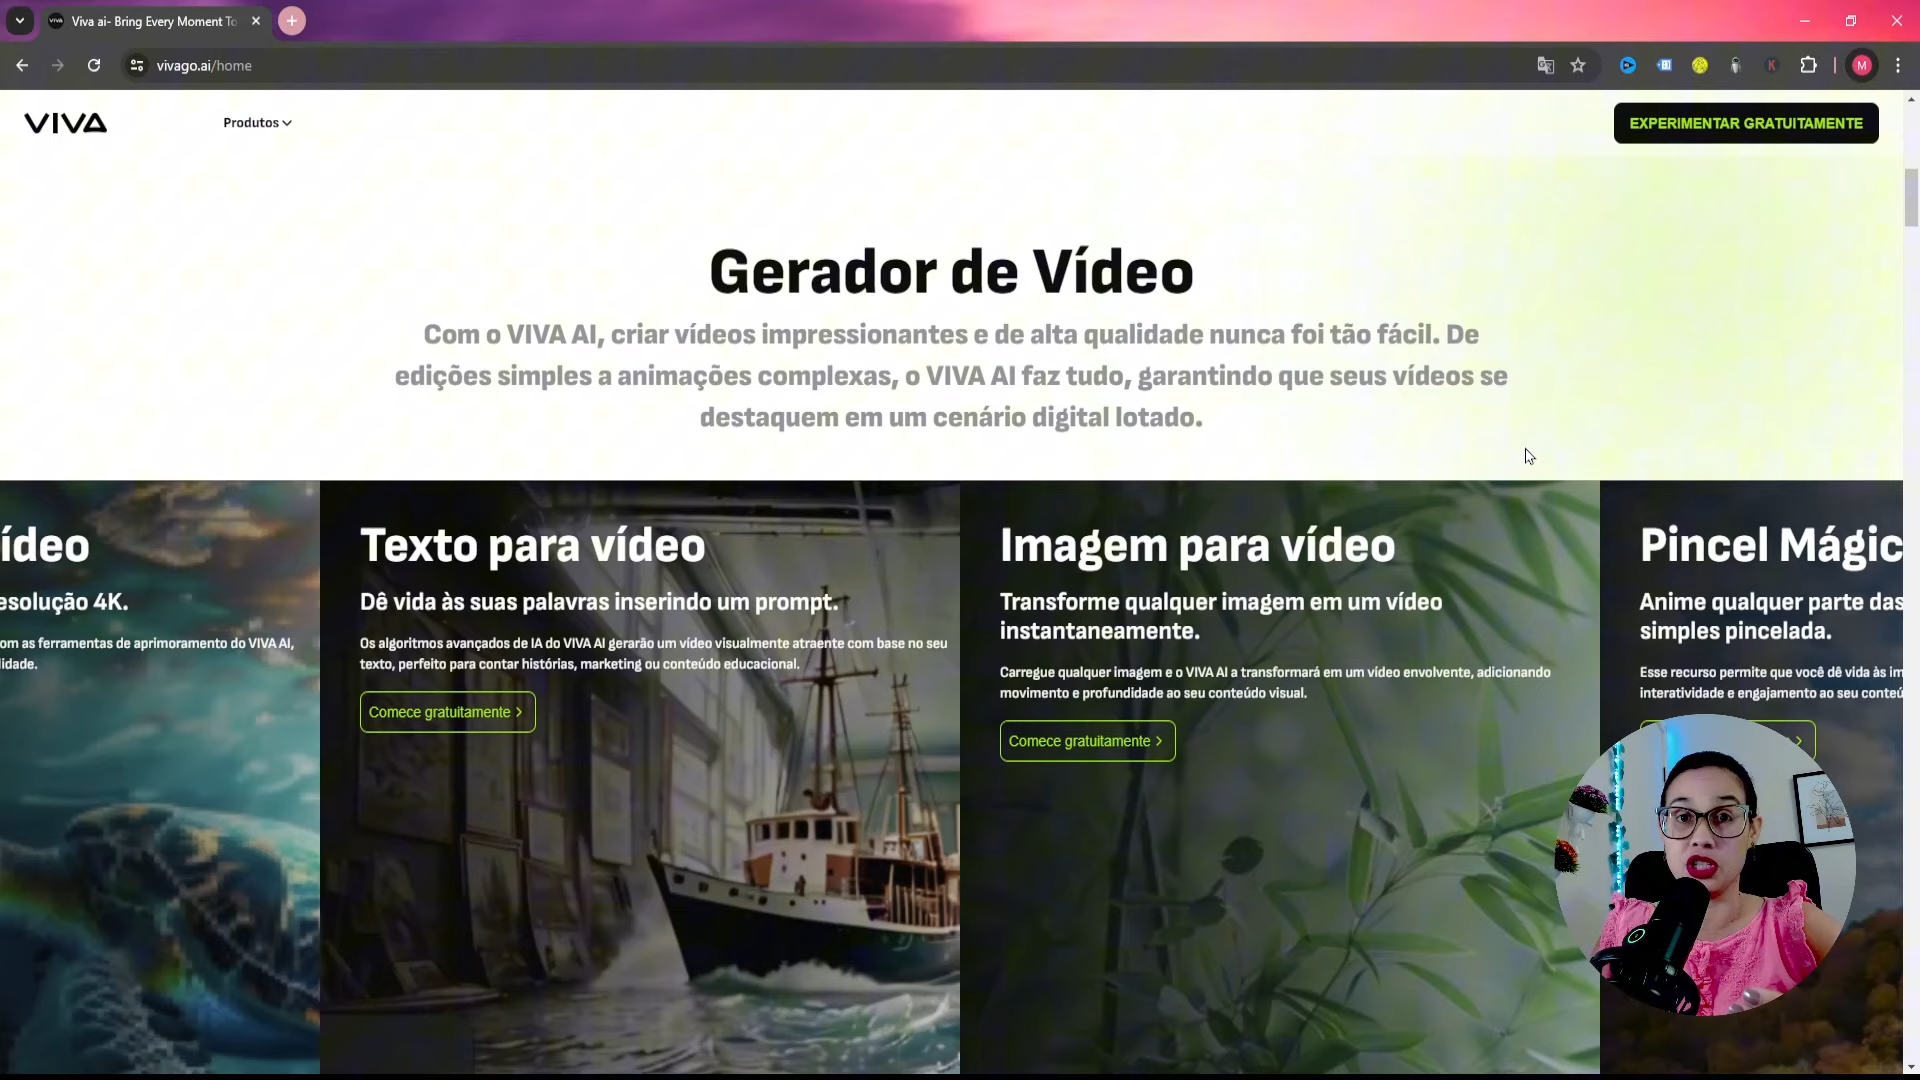 Viva ai- Bring Every Moment To
vivago.ai/home
M
VIVA
Produtos
EXPERIMENTAR GRATUITAMENTE
Gerador de Vídeo
Com o VIVA AI, criar vídeos impressionantes e de alta qualidade nunca foi tão fácil. De
edições simples a animações complexas, o VIVA AI faz tudo, garantindo que seus vídeos se
destaquem em um cenário digital lotado.
ídeo
esolução 4K.
om as ferramentas de aprimoramento do VIVA AI,
lidade.
Texto para vídeo
Dê vida às suas palavras inserindo um prompt.
Os algoritmos avançados de IA do VIVA AI gerarão um vídeo visualmente atraente com base no seu
texto, perfeito para contar histórias, marketing ou conteúdo educacional.
Comece gratuitamente >
Imagem para vídeo
Transforme qualquer imagem em um vídeo
instantaneamente.
Carregue qualquer imagem e o VIVA AI a transformará em um vídeo envolvente, adicionando
movimento e profundidade ao seu conteúdo visual.
Comece gratuitamente >
Pincel Mágic
Anime qualquer parte das
simples pincelada.
Esse recurso permite que você dê vida às im
interatividade e engajamento ao seu conteú